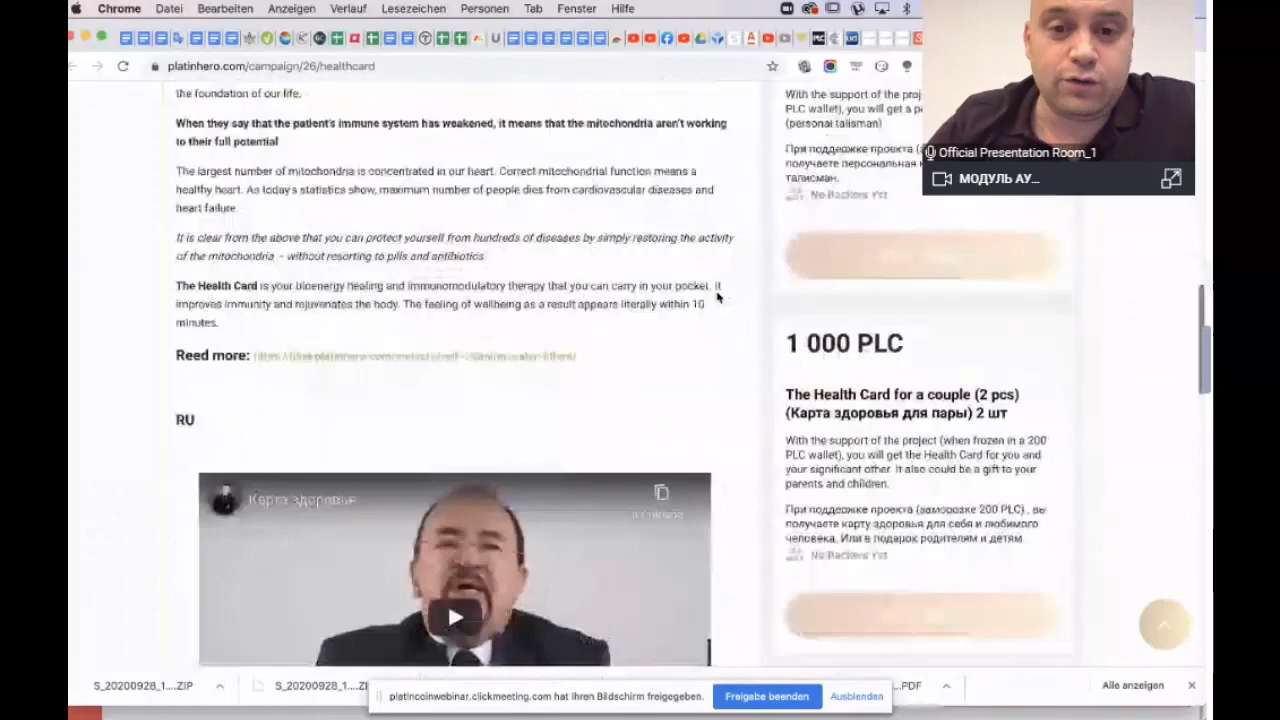 Chrome Datei Bearbeiten Anzeigen Verlauf Lesezeichen Personen Tab Fenster Hilfe
platinhero.com/campaign/26/healthcard
the foundation of our life.
When they say that the patient's immune system has weakened, it means that the mitochondria aren't working
to their full potential
The largest number of mitochondria is concentrated in our heart. Correct mitochondrial function means a
healthy heart. As today's statistics show, maximum number of people dies from cardiovascular diseases and
heart failure.
It is clear from the above that you can protect yourself from hundreds of diseases by simply restoring the activity
of the mitochondria - without resorting to pills and antibiotics.
The Health Card is your bioenergy healing and immunomodulatory therapy that you can carry in your pocket. It
improves immunity and rejuvenates the body. The feeling of wellbeing as a result appears literally within 10
minutes.
Reed more:
RU
Карта здоровье
With the support of the proj
PLC wallet), you will get a p
(personal talisman)
При поддержке проекта (з
получаете персональная к
талисман.
No Backers Yet
1 000 PLC
The Health Card for a couple (2 pcs)
(Карта здоровья для пары) 2 шт
With the support of the project (when frozen in a 200
PLC wallet), you will get the Health Card for you and
your significant other. It also could be a gift to your
parents and children.
При поддержке проекта (заморозке 200 PLC) , вы
получаете карту здоровья для себя и любимого
человека. Или в подарок родителям и детям
No Backers Yet
Official Presentation Room_1
МОДУЛЬ АУ...
S_20200928_1....ZIP
S_20200928_1....ZI
platincoinwebinar.clickmeeting.com hat Ihren Bildschirm freigegeben.
Freigabe beenden
Ausblenden
...PDF
Alle anzeigen